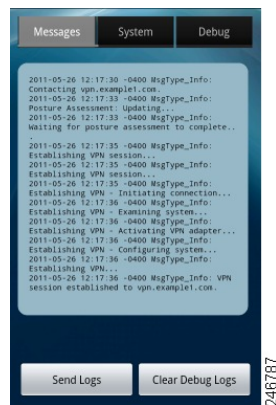 Messages
System
Debug
2011-05-26 12:17:30 -0400 MsgType_Info:
Contacting vpn.example1.com.
2011-05-26 12:17:33 -0400 MsgType_Info:
Posture Assessment: Updating...
2011-05-26 12:17:33 -0400 MsgType_Info:
Waiting for posture assessment to complete..
.
2011-05-26 12:17:35 -0400 MsgType_Info:
Establishing VPN session...
2011-05-26 12:17:35 -0400 MsgType_Info:
Establishing VPN session...
2011-05-26 12:17:35 -0400 MsgType_Info:
Establishing VPN - Initiating connection...
2011-05-26 12:17:36 -0400 MsgType_Info:
Establishing VPN - Examining system...
2011-05-26 12:17:36 -0400 MsgType_Info:
Establishing VPN - Activating VPN adapter...
2011-05-26 12:17:36 -0400 MsgType_Info:
Establishing VPN - Configuring system...
2011-05-26 12:17:36 -0400 MsgType_Info:
Establishing VPN...
2011-05-26 12:17:36 -0400 MsgType_Info: VPN
session established to vpn.example1.com.
Send Logs
Clear Debug Logs
246787